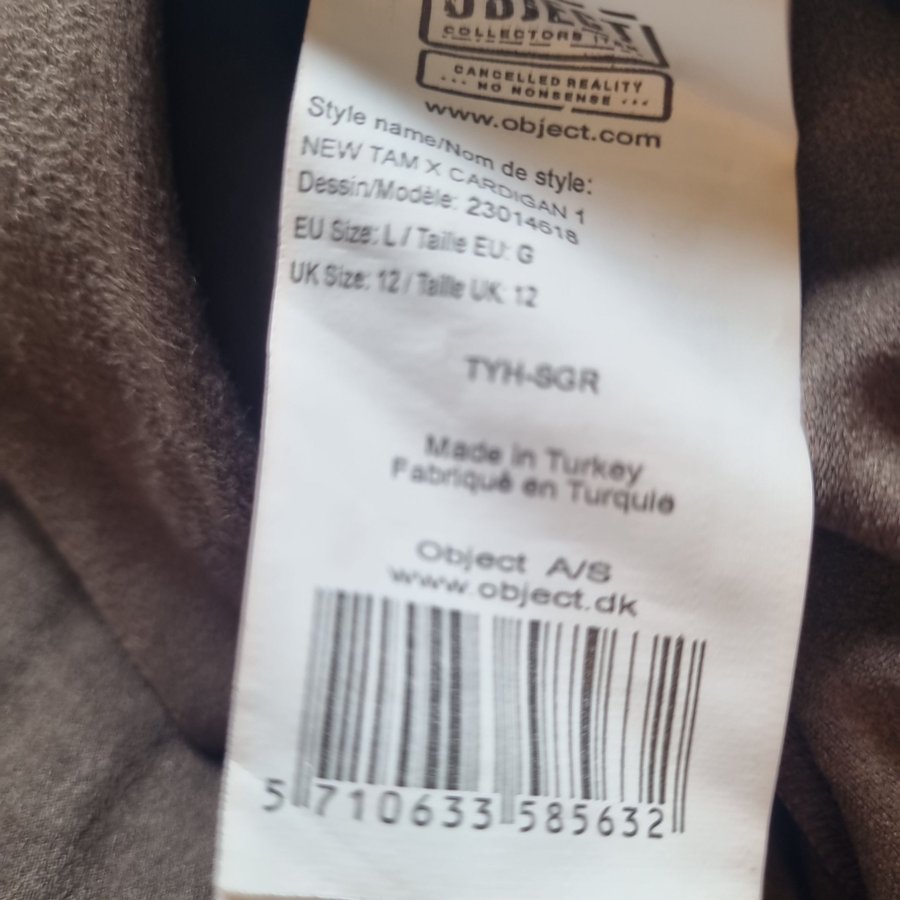 OBJECT
COLLECTORS ITEM
CANCELLED REALITY
... NO NONSENSE ...
www.object.com
Style name/Nom de style:
NEW TAM X CARDIGAN 1
Dessin/Modèle: 23014618
EU Size: L / Taille EU: G
UK Size: 12 / Taille UK: 12
TYH-SGR
Made in Turkey
Fabriqué en Turquie
Object A/S
www.object.dk
5 710633 585632